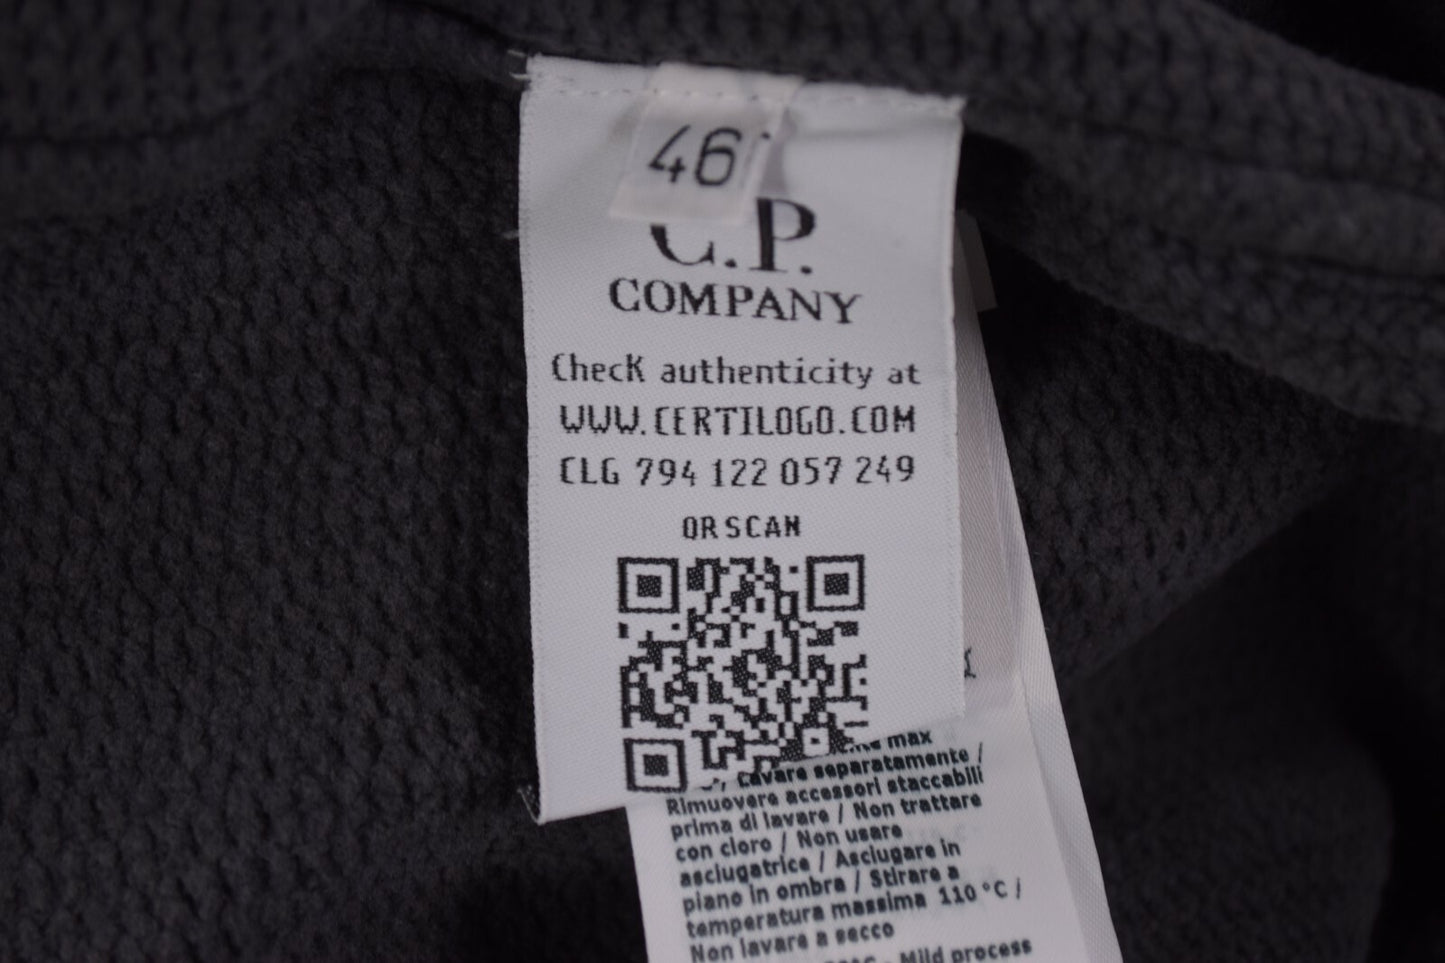 46
C.P.
COMPANY
Check authenticity at
WWW.CERTILOGO.COM
CLG 794 122 057 249
QR SCAN
max
Lavare separatamente /
Rimuovere accessori staccabili
prima di lavare / Non trattare
con cloro / Non usare
asciugatrice / Asciugare in
piano in ombra / Stirare a
temperatura massima 110 °C /
Non lavare a secco
- Mild process